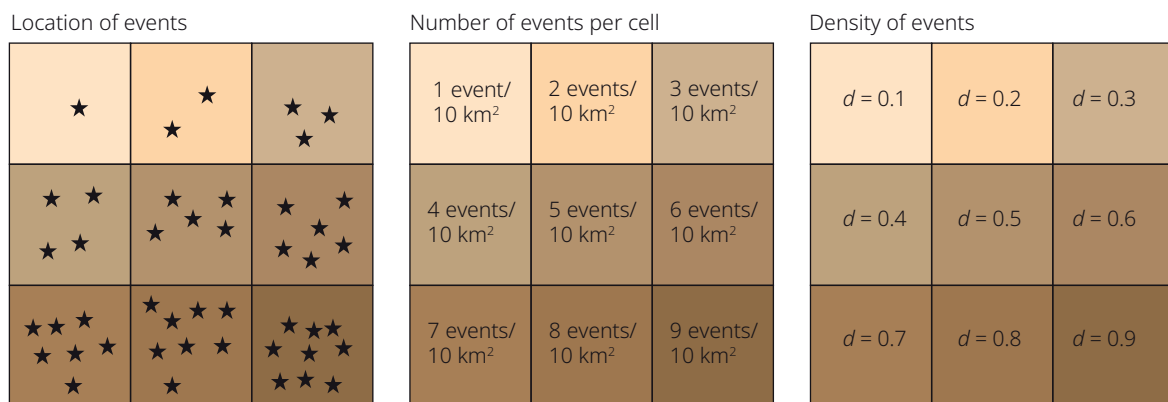 Location of events
Number of events per cell
Density of events
1 event/
10 km²
2 events/
10 km²
3 events/
10 km²
4 events/
10 km²
5 events/
10 km²
6 events/
10 km²
7 events/
10 km²
8 events/
10 km²
9 events/
10 km²
d = 0.1
d = 0.2
d = 0.3
d = 0.4
d = 0.5
d = 0.6
d = 0.7
d = 0.8
d = 0.9